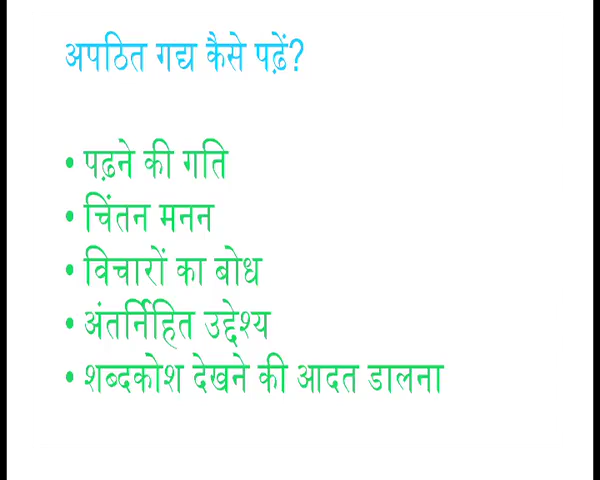 अपठित गद्य कैसे पढ़ें?
• पढ़ने की गति
• चिंतन मनन
• विचारों का बोध
• अंतर्निहित उद्देश्य
• शब्दकोश देखने की आदत डालना